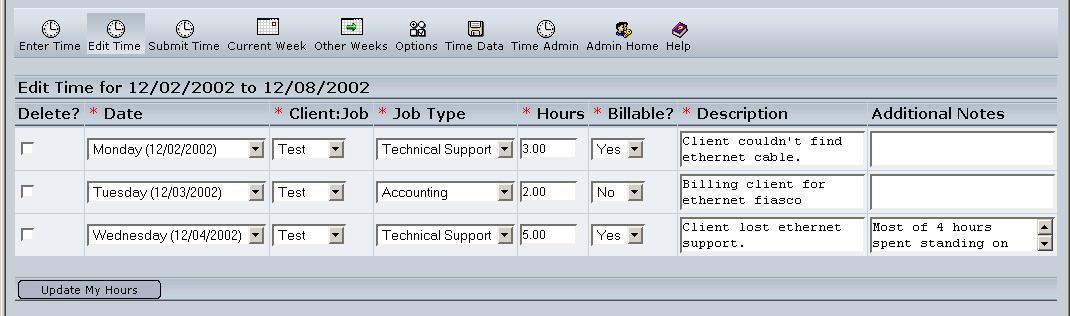 Enter Time Edit Time Submit Time Current Week Other Weeks Options Time Data Time Admin Admin Home Help
Edit Time for 12/02/2002 to 12/08/2002
Delete? * Date * Client:Job * Job Type * Hours * Billable? * Description Additional Notes
Monday (12/02/2002) Test Technical Support 3.00 Yes Client couldn't find
ethernet cable.
Tuesday (12/03/2002) Test Accounting 2.00 No Billing client for
ethernet fiasco
Wednesday (12/04/2002) Test Technical Support 5.00 Yes Client lost ethernet Most of 4 hours
support. spent standing on
Update My Hours